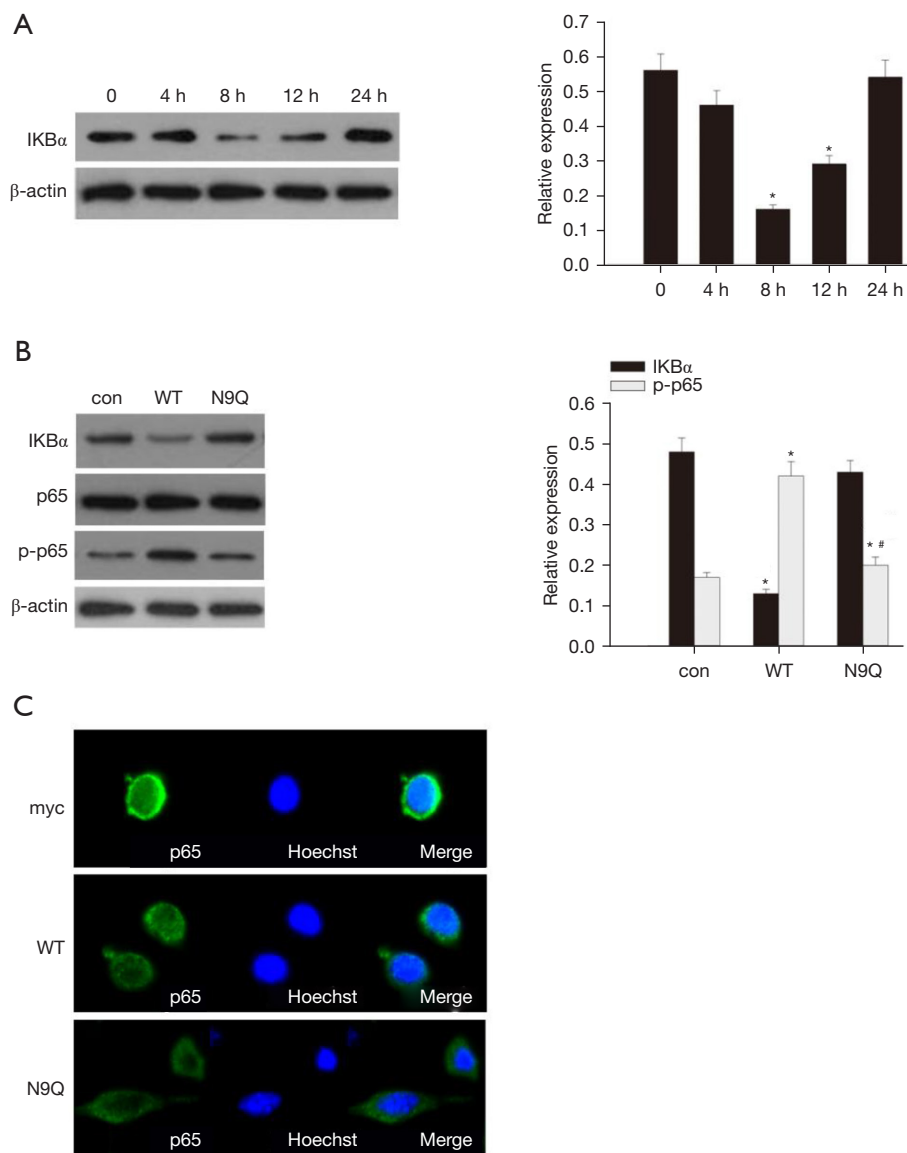 A
0 4 h 8 h 12 h 24 h
IKBα
β-actin
Relative expression
0.7
0.6
0.5
0.4
0.3
0.2
0.1
0.0
*
*
0 4 h 8 h 12 h 24 h
B
con WT N9Q
IKBα
p65
p-p65
β-actin
IKBα
p-p65
Relative expression
0.6
0.5
0.4
0.3
0.2
0.1
0.0
*
*
* #
con WT N9Q
C
myc
p65 Hoechst Merge
WT
p65 Hoechst Merge
N9Q
p65 Hoechst Merge